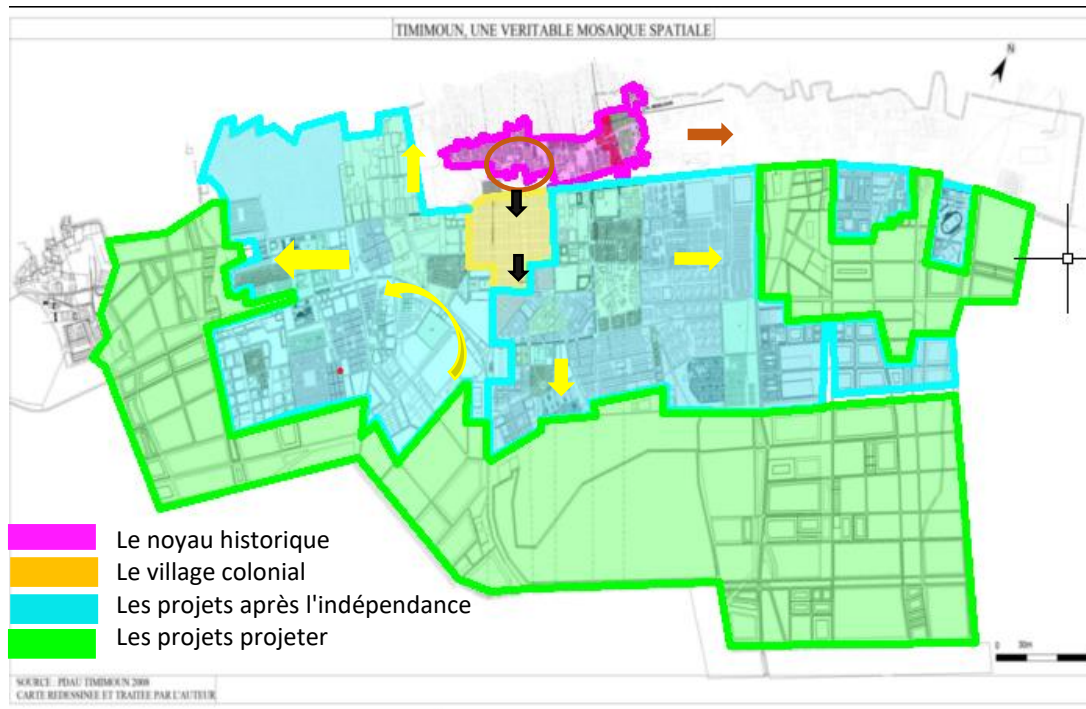 TIMIMOUN, UNE VERITABLE MOSAIQUE SPATIALE
N
Le noyau historique
Le village colonial
Les projets après l'indépendance
Les projets projeter
SOURCE : PDAU TIMIMOUN 2008
CARTE REDESSINEE ET TRAITEE PAR L'AUTEUR